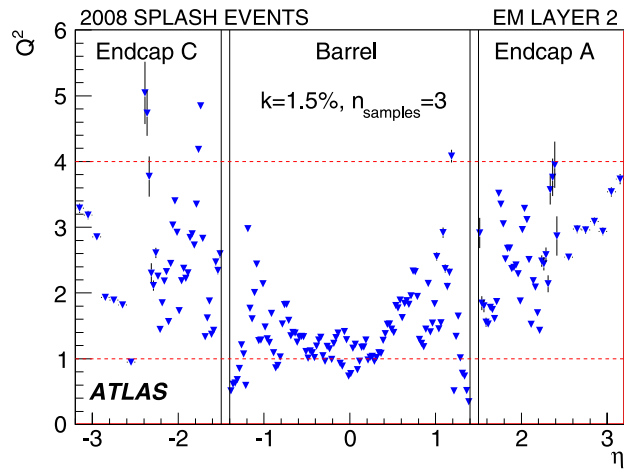 2008 SPLASH EVENTS EM LAYER 2
Q²
6
5
4
3
2
1
0
Endcap C Barrel Endcap A
k=1.5%, n_samples=3
ATLAS
-3 -2 -1 0 1 2 3
η